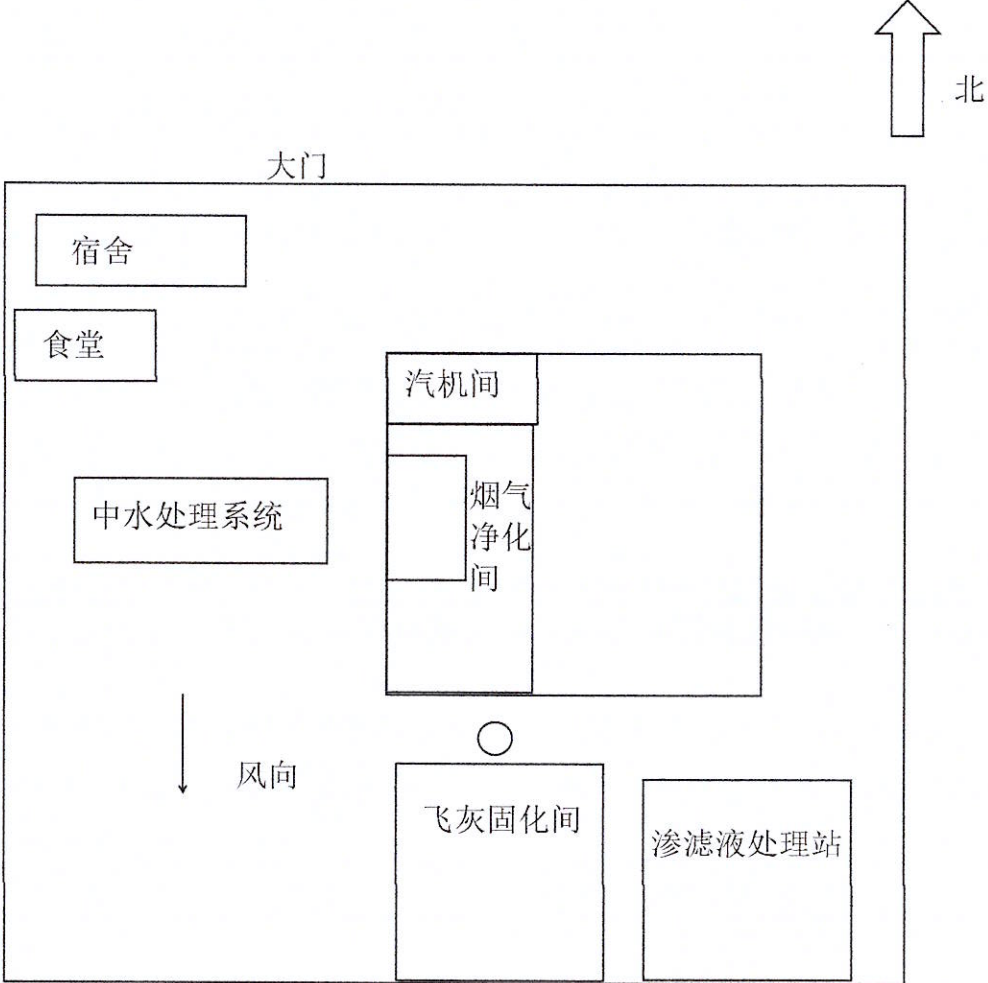 北
大门
宿舍
食堂
汽机间
烟气
净化
间
中水处理系统
风向
飞灰固化间
渗滤液处理站